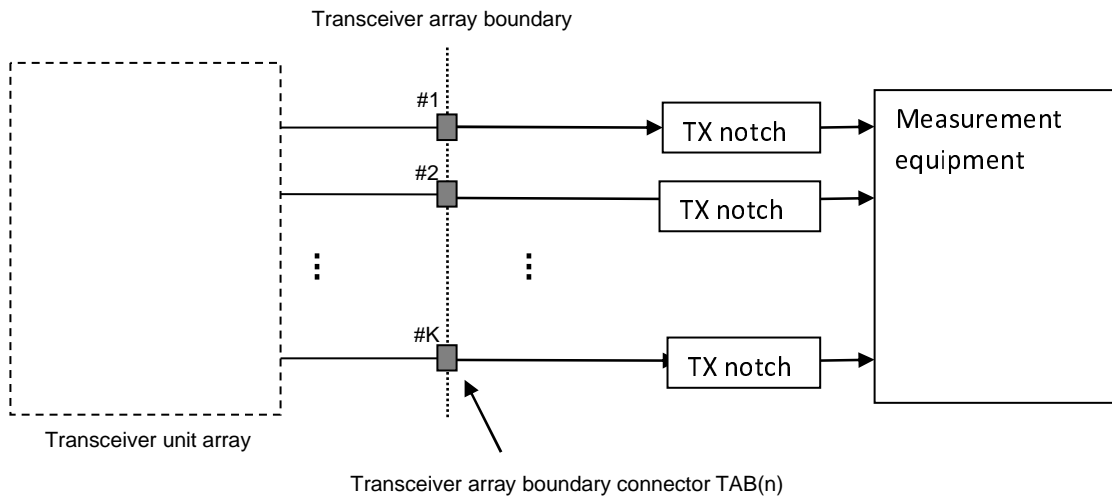 Transceiver array boundary
#1
TX notch
Measurement
equipment
#2
TX notch
#K
TX notch
Transceiver unit array
Transceiver array boundary connector TAB(n)